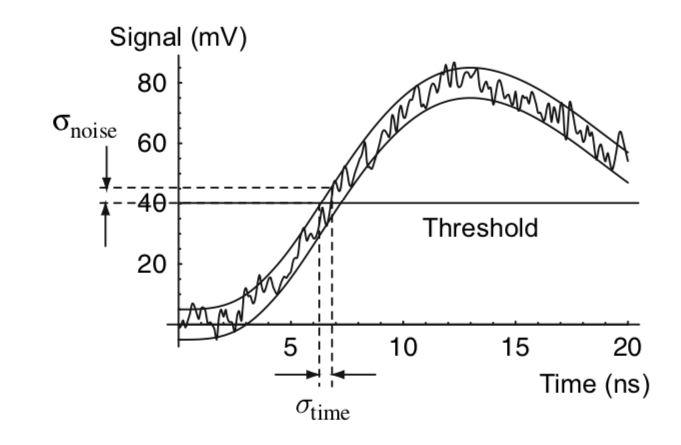 Signal (mV)
80
σnoise
60
40
Threshold
20
5 10 15 20
Time (ns)
σtime